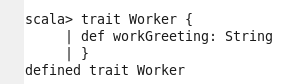 scala> trait Worker {
     | def workGreeting: String
     | }
defined trait Worker